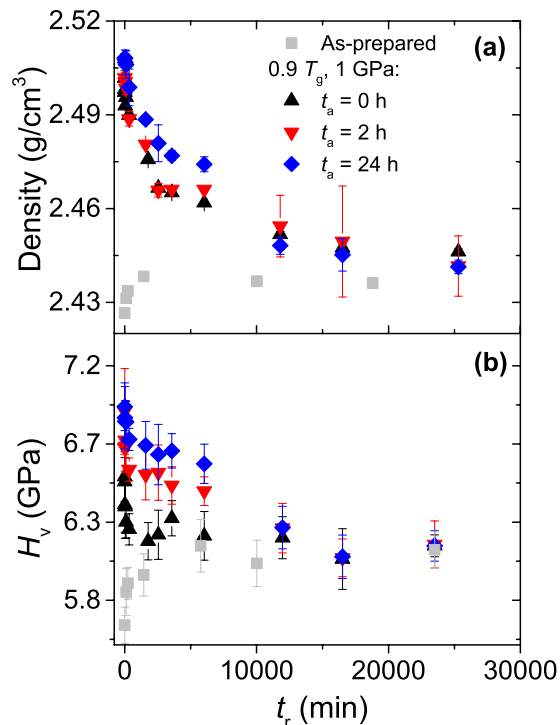 2.52
2.49
2.46
2.43
Density (g/cm³)
(a)
As-prepared
0.9 Tg, 1 GPa:
ta = 0 h
ta = 2 h
ta = 24 h
(b)
7.2
6.7
6.3
5.8
Hv (GPa)
0 10000 20000 30000
tr (min)